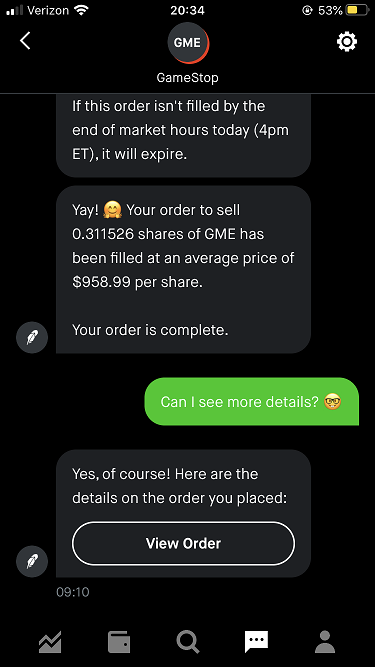 Verizon 20:34 53%
GME
GameStop
If this order isn't filled by the
end of market hours today (4pm
ET), it will expire.
Yay! 🤗 Your order to sell
0.311526 shares of GME has
been filled at an average price of
$958.99 per share.
Your order is complete.
Can I see more details? 🤓
Yes, of course! Here are the
details on the order you placed:
View Order
09:10